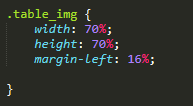 .table_img {
width: 70%;
height: 70%;
margin-left: 16%;
}